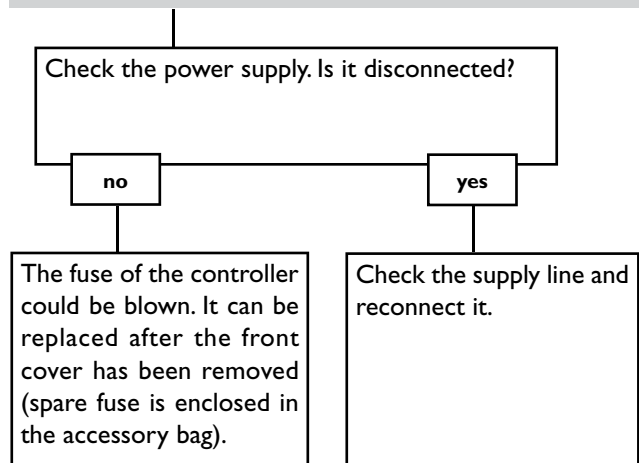 Check the power supply. Is it disconnected?
no
yes
The fuse of the controller
could be blown. It can be
replaced after the front
cover has been removed
(spare fuse is enclosed in
the accessory bag).
Check the supply line and
reconnect it.